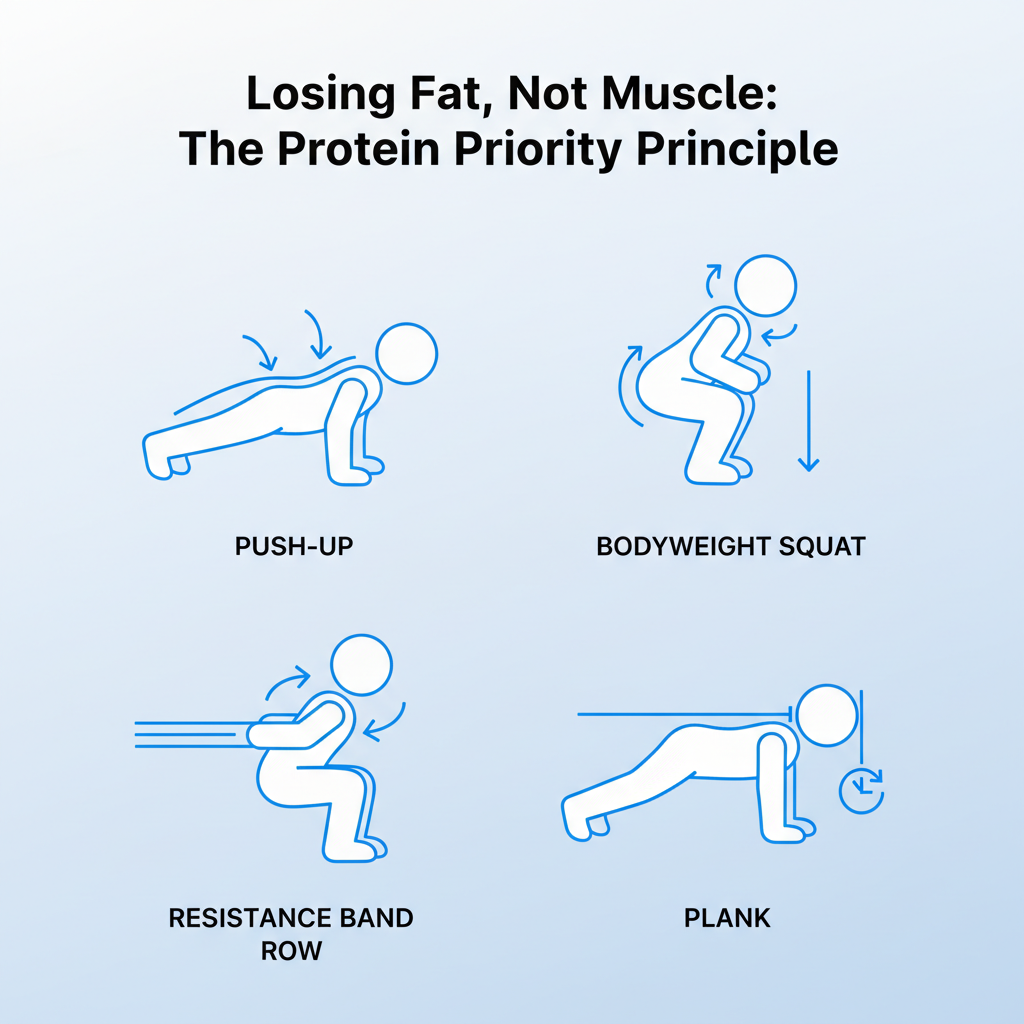 Losing Fat, Not Muscle:
The Protein Priority Principle
PUSH-UP
BODYWEIGHT SQUAT
RESISTANCE BAND
ROW
PLANK